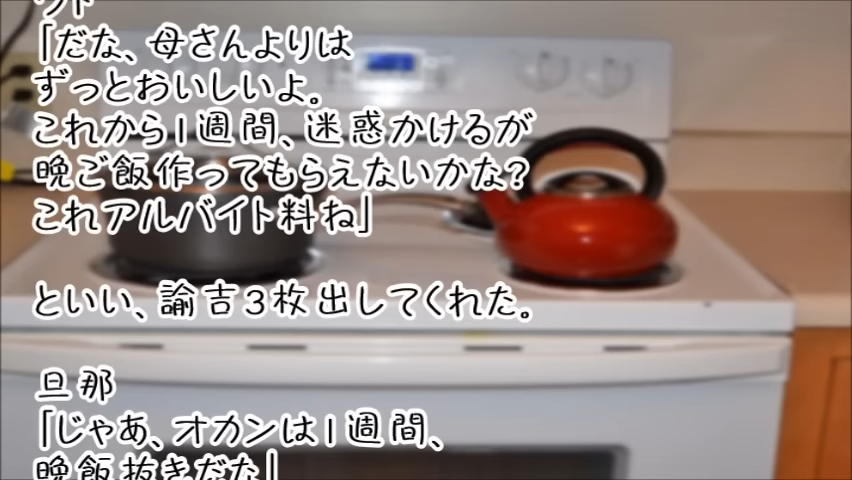 ウト
「だな、母さんよりは
ずっとおいしいよ。
これから1週間、迷惑かけるが
晩ご飯作ってもらえないかな?
これアルバイト料ね」
といい、諭吉3枚出してくれた。
旦那
「じゃあ、オカンは1週間、
晩飯抜きだな」